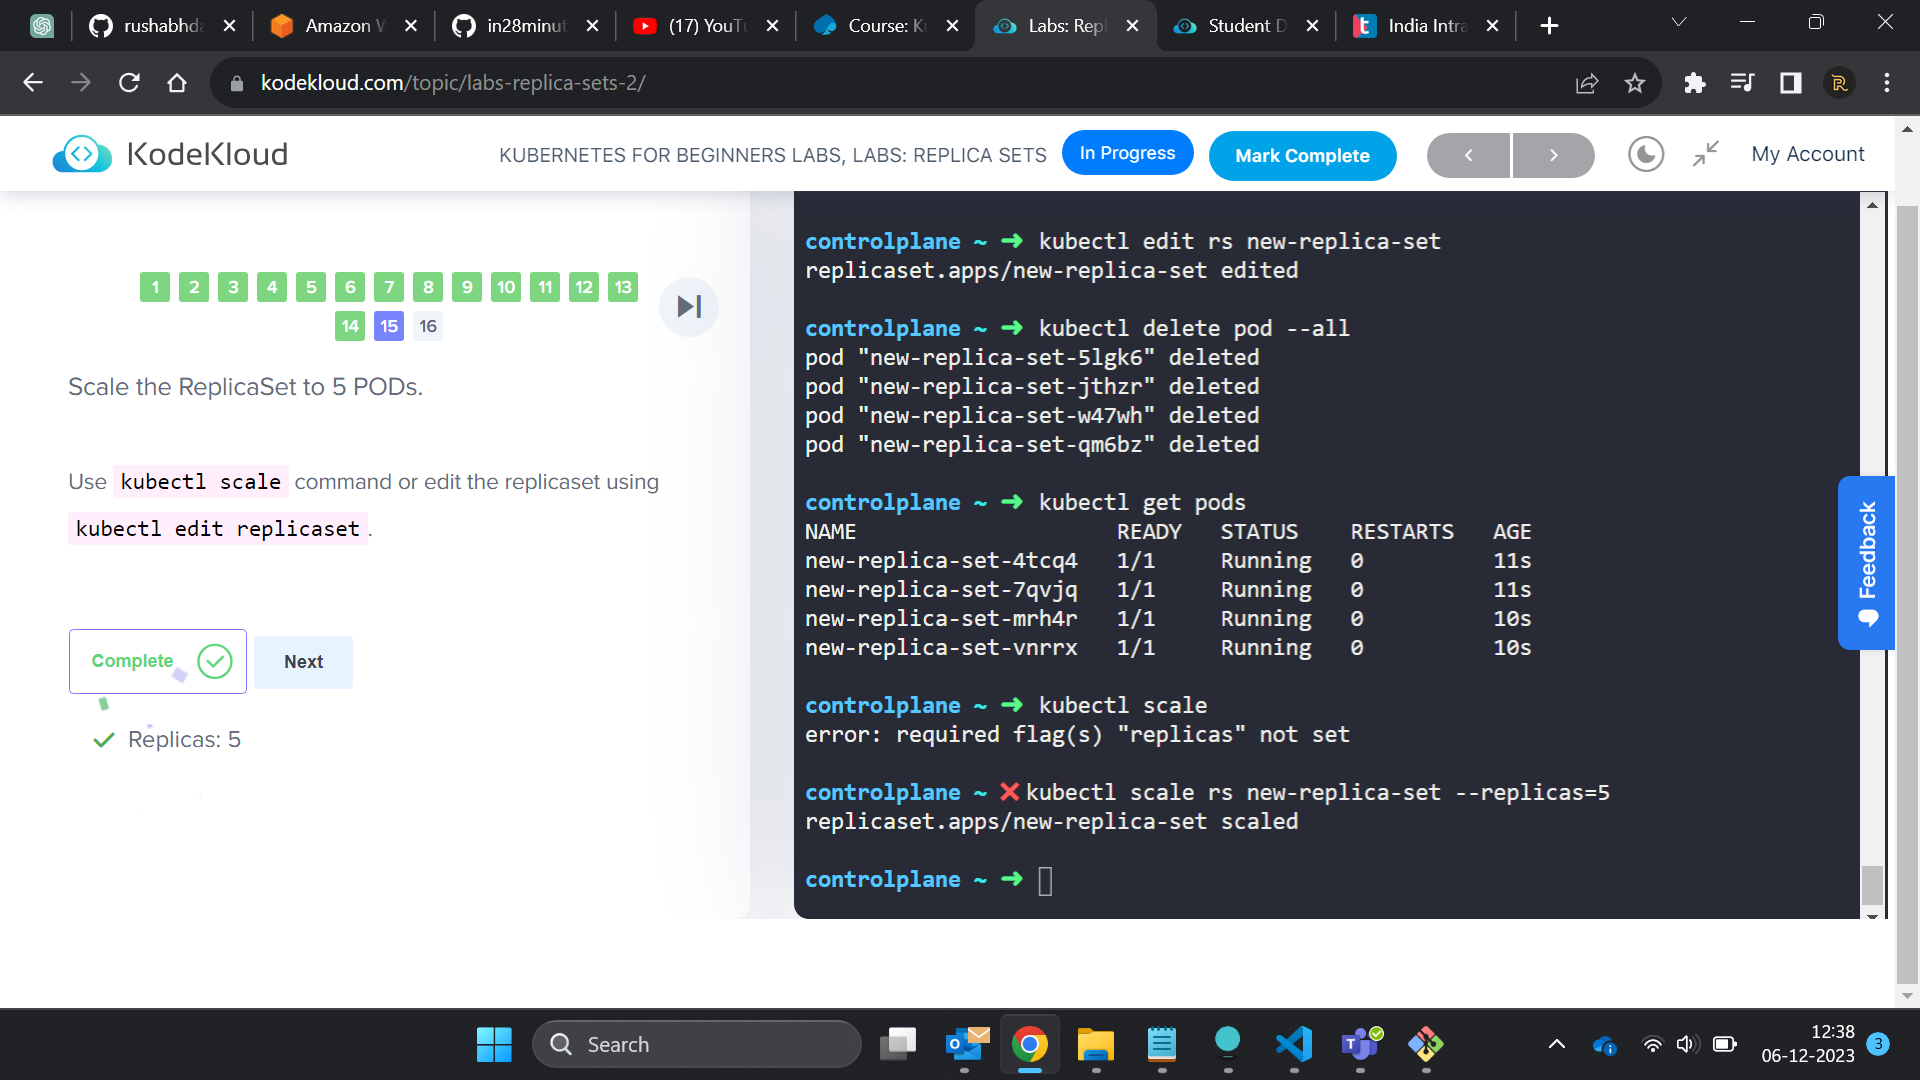 rushabhda
Amazon W
in28minut
(17) YouTu
Course: Ku
Labs: Repl
Student D
India Intra
kodekloud.com/topic/labs-replica-sets-2/
KodeKloud
KUBERNETES FOR BEGINNERS LABS, LABS: REPLICA SETS
In Progress
Mark Complete
My Account
1 2 3 4 5 6 7 8 9 10 11 12 13
14 15 16
Scale the ReplicaSet to 5 PODs.
Use kubectl scale command or edit the replicaset using
kubectl edit replicaset.
Complete
Next
Replicas: 5
controlplane ~ ➜ kubectl edit rs new-replica-set
replicaset.apps/new-replica-set edited
controlplane ~ ➜ kubectl delete pod --all
pod "new-replica-set-5lgk6" deleted
pod "new-replica-set-jthzr" deleted
pod "new-replica-set-w47wh" deleted
pod "new-replica-set-qm6bz" deleted
controlplane ~ ➜ kubectl get pods
NAME READY STATUS RESTARTS AGE
new-replica-set-4tcq4 1/1 Running 0 11s
new-replica-set-7qvjq 1/1 Running 0 11s
new-replica-set-mrh4r 1/1 Running 0 10s
new-replica-set-vnrrx 1/1 Running 0 10s
controlplane ~ ➜ kubectl scale
error: required flag(s) "replicas" not set
controlplane ~ ✖ kubectl scale rs new-replica-set --replicas=5
replicaset.apps/new-replica-set scaled
controlplane ~ ➜
Feedback
Search
12:38
06-12-2023
3